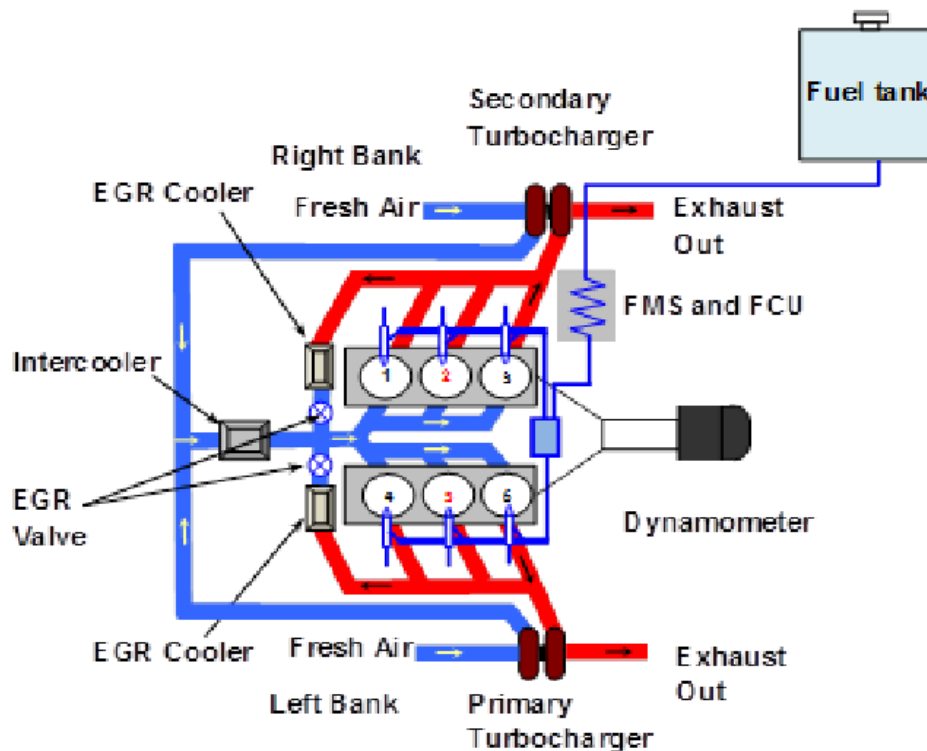 Fuel tank
Secondary
Turbocharger
Right Bank
EGR Cooler
Fresh Air
Exhaust
Out
FMS and FCU
Intercooler
1
2
3
EGR
Valve
4
5
6
Dynamometer
EGR Cooler
Fresh Air
Exhaust
Out
Left Bank
Primary
Turbocharger